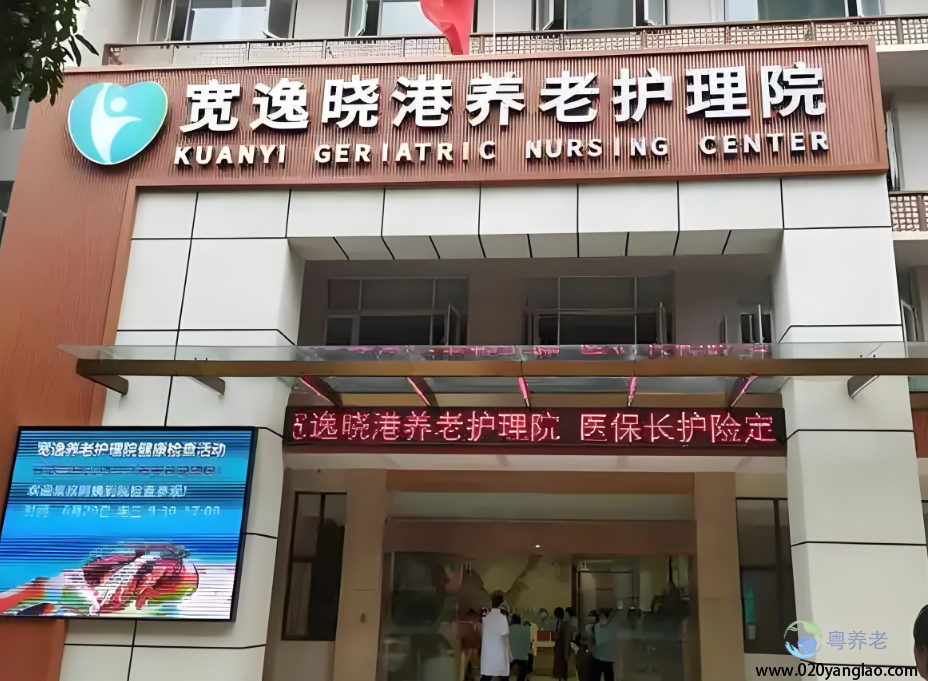 宽逸晓港养老护理院
KUANYI GERIATRIC NURSING CENTER
宽逸晓港养老护理院 医保长护险定
宽逸养老护理院健康检查活动
粤养老
www.020yanglao.com